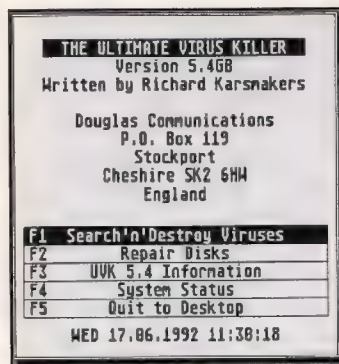 THE ULTIMATE VIRUS KILLER
Version 5.4GB
Written by Richard Karsmakers
Douglas Communications
P.O. Box 119
Stockport
Cheshire SK2 6HW
England
F1 Search'n'Destroy Viruses
F2 Repair Disks
F3 UVK 5.4 Information
F4 System Status
F5 Quit to Desktop
WED 17.06.1992 11:38:18